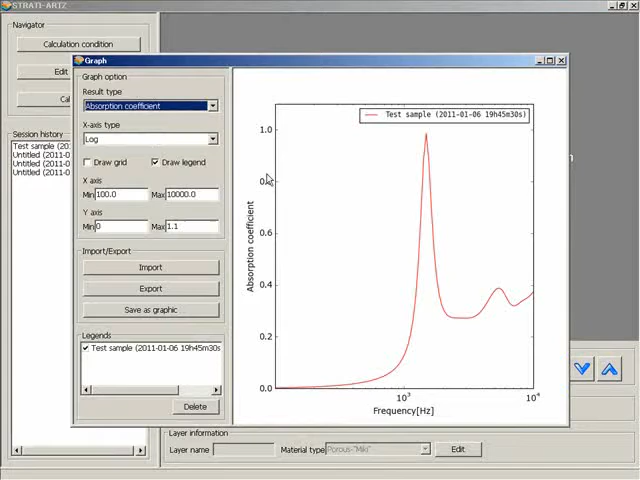 STRATI-ARTZ
Navigator
Calculation condition
Edit
Cal
Session history
Test sample (20
Untitled (2011-0
Untitled (2011-0
Untitled (2011-0
Graph
Graph option
Result type
Absorption coefficient
X-axis type
Log
Draw grid
Draw legend
X axis
Min 100.0 Max 10000.0
Y axis
Min 0 Max 1.1
Import/Export
Import
Export
Save as graphic
Legends
Test sample (2011-01-06 19h45m30s
Delete
Test sample (2011-01-06 19h45m30s)
1.0
0.8
0.6
0.4
0.2
0.0
Absorption coefficient
10³ 10⁴
Frequency[Hz]
Layer information
Layer name Material type Porous-"Miki" Edit